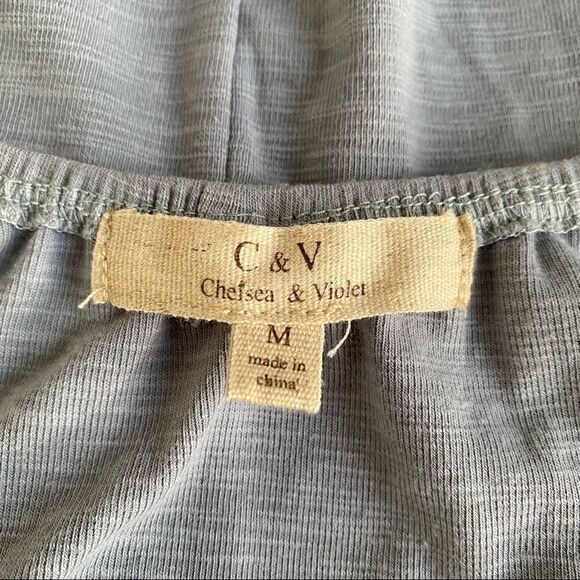 C & V
Chelsea & Violet
M
made in
china